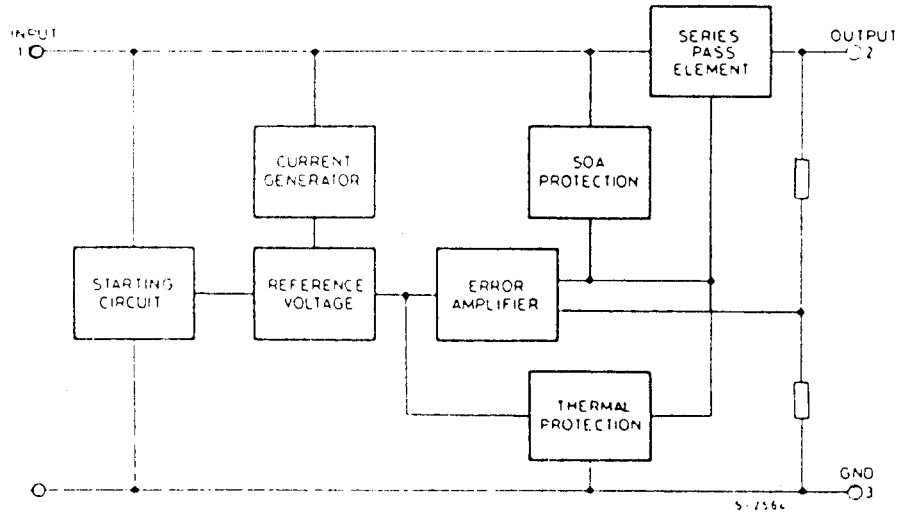 INPUT
1
SERIES
PASS
ELEMENT
OUTPUT
2
CURRENT
GENERATOR
SOA
PROTECTION
STARTING
CIRCUIT
REFERENCE
VOLTAGE
ERROR
AMPLIFIER
THERMAL
PROTECTION
GND
3